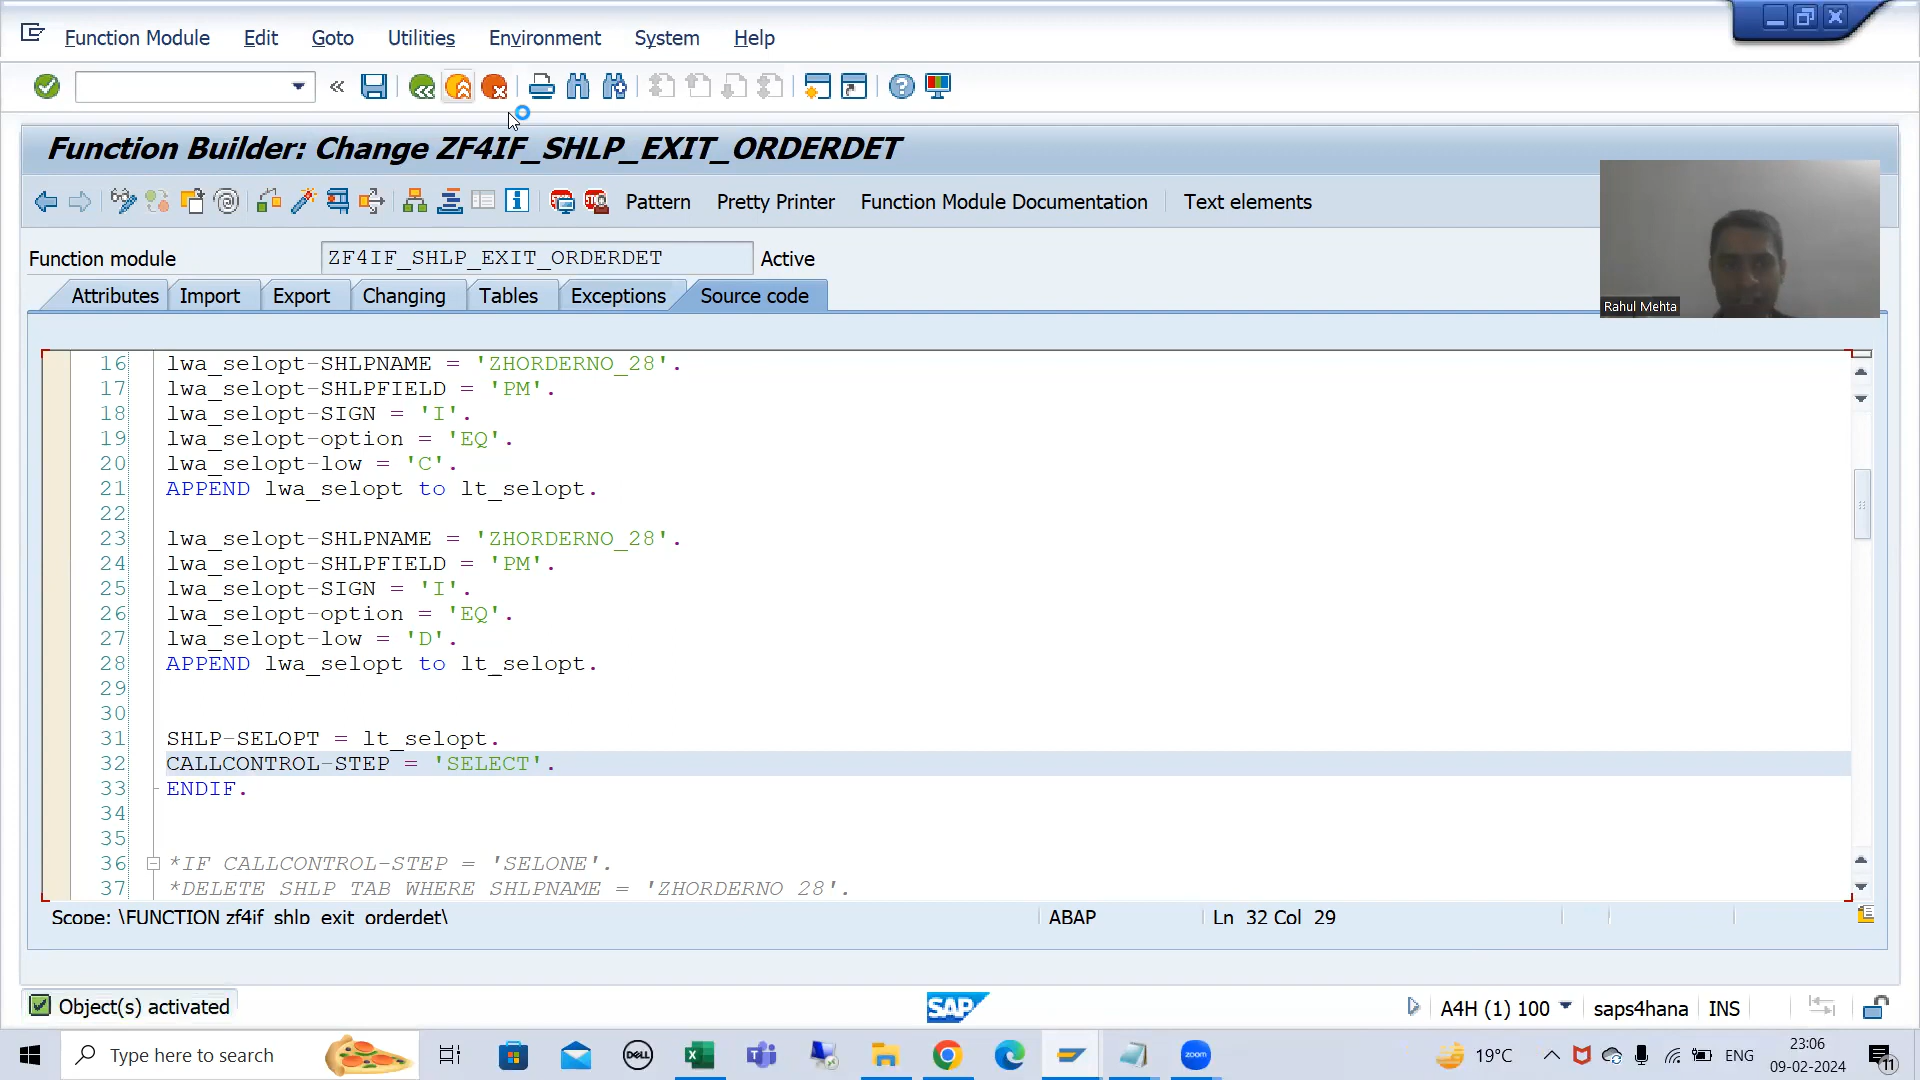 Function Module Edit Goto Utilities Environment System Help
Function Builder: Change ZF4IF_SHLP_EXIT_ORDERDET
Pattern Pretty Printer Function Module Documentation Text elements
Function module ZF4IF_SHLP_EXIT_ORDERDET Active
Attributes Import Export Changing Tables Exceptions Source code
Rahul Mehta
16 lwa_selopt-SHLPNAME = 'ZHORDERNO_28'.
17 lwa_selopt-SHLPFIELD = 'PM'.
18 lwa_selopt-SIGN = 'I'.
19 lwa_selopt-option = 'EQ'.
20 lwa_selopt-low = 'C'.
21 APPEND lwa_selopt to lt_selopt.
22
23 lwa_selopt-SHLPNAME = 'ZHORDERNO_28'.
24 lwa_selopt-SHLPFIELD = 'PM'.
25 lwa_selopt-SIGN = 'I'.
26 lwa_selopt-option = 'EQ'.
27 lwa_selopt-low = 'D'.
28 APPEND lwa_selopt to lt_selopt.
29
30
31 SHLP-SELOPT = lt_selopt.
32 CALLCONTROL-STEP = 'SELECT'.
33 ENDIF.
34
35
36 *IF CALLCONTROL-STEP = 'SELONE'.
37 *DELETE SHLP_TAB WHERE SHLPNAME = 'ZHORDERNO_28'.
Scope: \FUNCTION zf4if_shlp_exit_orderdet\ ABAP Ln 32 Col 29
Object(s) activated SAP A4H (1) 100 saps4hana INS
Type here to search DELL zoom 19°C ENG 23:06
09-02-2024 11